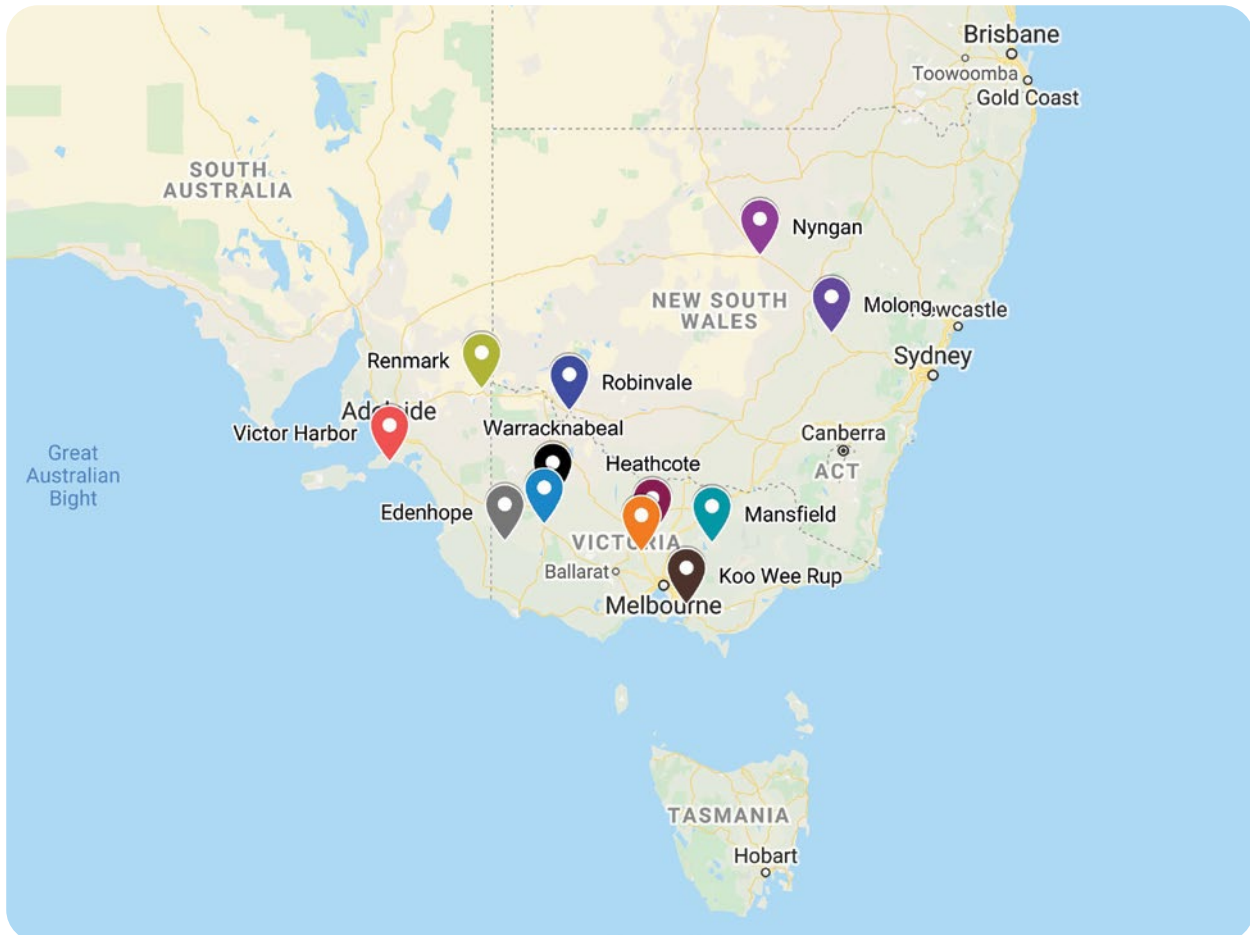 Brisbane
Toowoomba
Gold Coast
SOUTH
AUSTRALIA
Nyngan
NEW SOUTH
WALES
Molong
ewcastle
Sydney
Renmark
Robinvale
Adelaide
Victor Harbor
Warracknabeal
Canberra
ACT
Great
Australian
Bight
Heathcote
Edenhope
Mansfield
VICTORIA
Ballarat
Koo Wee Rup
Melbourne
TASMANIA
Hobart